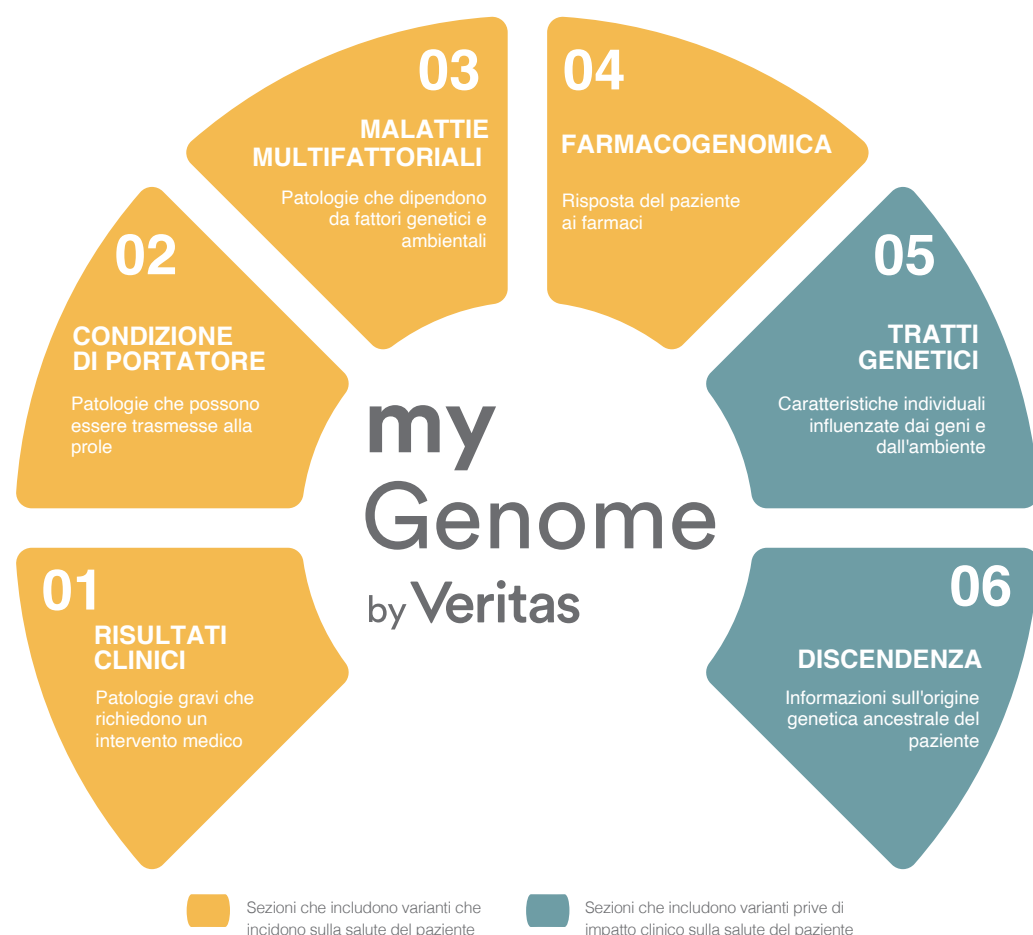 01
RISULTATI
CLINICI
Patologie gravi che
richiedono un
intervento medico
02
CONDIZIONE
DI PORTATORE
Patologie che possono
essere trasmesse alla
prole
03
MALATTIE
MULTIFATTORIALI
Patologie che dipendono
da fattori genetici e
ambientali
04
FARMACOGENOMICA
Risposta del paziente
ai farmaci
05
TRATTI
GENETICI
Caratteristiche individuali
influenzate dai geni e
dall'ambiente
06
DISCENDENZA
Informazioni sull'origine
genetica ancestrale del
paziente
my
Genome
by Veritas
Sezioni che includono varianti che
incidono sulla salute del paziente
Sezioni che includono varianti prive di
impatto clinico sulla salute del paziente